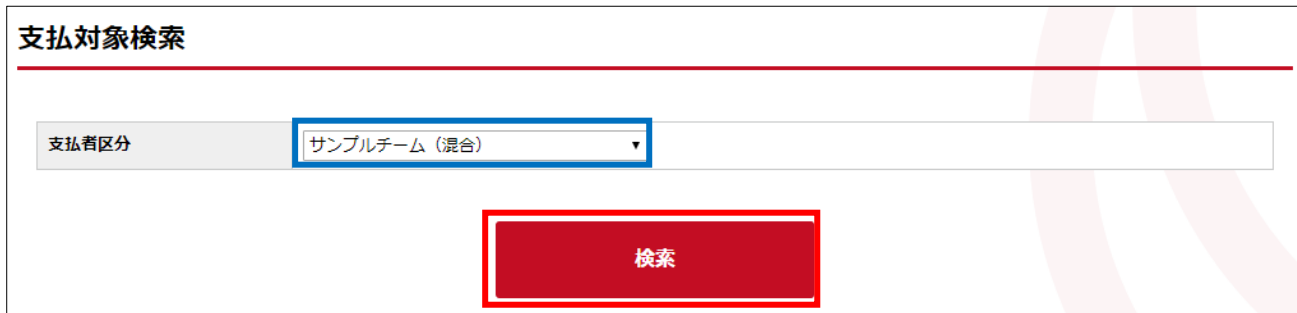 支払対象検索
支払者区分
サンプルチーム（混合）
検索